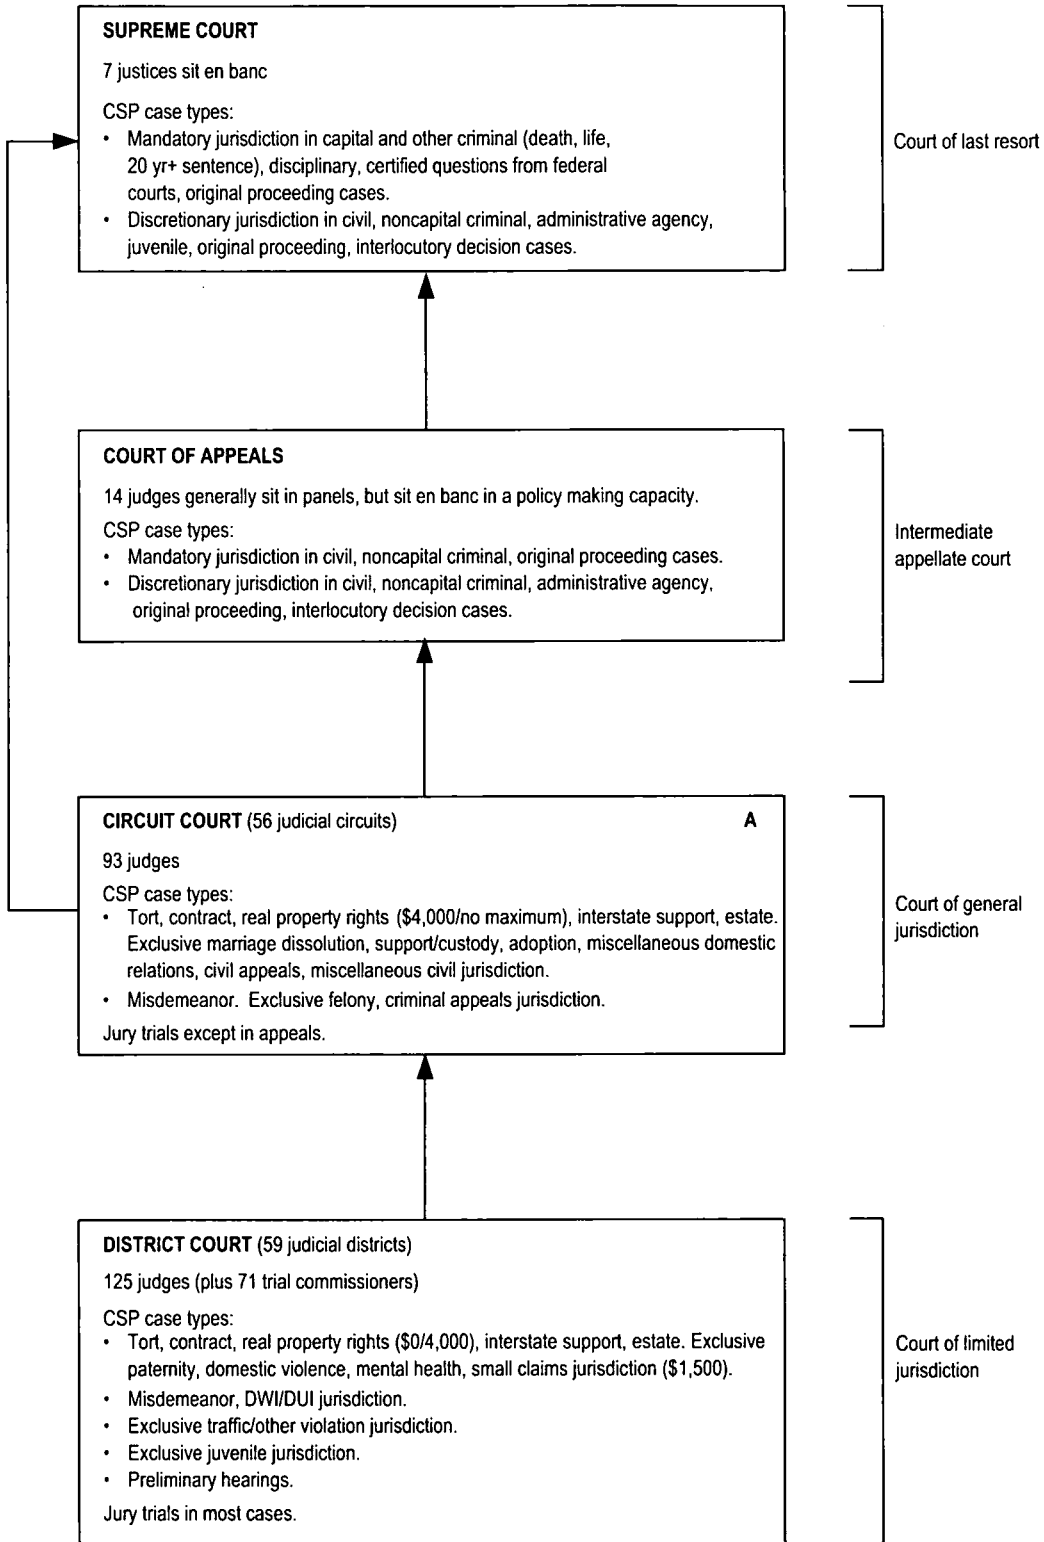 SUPREME COURT
7 justices sit en banc
CSP case types:
• Mandatory jurisdiction in capital and other criminal (death, life,
20 yr+ sentence), disciplinary, certified questions from federal
courts, original proceeding cases.
• Discretionary jurisdiction in civil, noncapital criminal, administrative agency,
juvenile, original proceeding, interlocutory decision cases.
Court of last resort
COURT OF APPEALS
14 judges generally sit in panels, but sit en banc in a policy making capacity.
CSP case types:
• Mandatory jurisdiction in civil, noncapital criminal, original proceeding cases.
• Discretionary jurisdiction in civil, noncapital criminal, administrative agency,
original proceeding, interlocutory decision cases.
Intermediate
appellate court
CIRCUIT COURT (56 judicial circuits) A
93 judges
CSP case types:
• Tort, contract, real property rights ($4,000/no maximum), interstate support, estate.
Exclusive marriage dissolution, support/custody, adoption, miscellaneous domestic
relations, civil appeals, miscellaneous civil jurisdiction.
• Misdemeanor. Exclusive felony, criminal appeals jurisdiction.
Jury trials except in appeals.
Court of general
jurisdiction
DISTRICT COURT (59 judicial districts)
125 judges (plus 71 trial commissioners)
CSP case types:
• Tort, contract, real property rights ($0/4,000), interstate support, estate. Exclusive
paternity, domestic violence, mental health, small claims jurisdiction ($1,500).
• Misdemeanor, DWI/DUI jurisdiction.
• Exclusive traffic/other violation jurisdiction.
• Exclusive juvenile jurisdiction.
• Preliminary hearings.
Jury trials in most cases.
Court of limited
jurisdiction